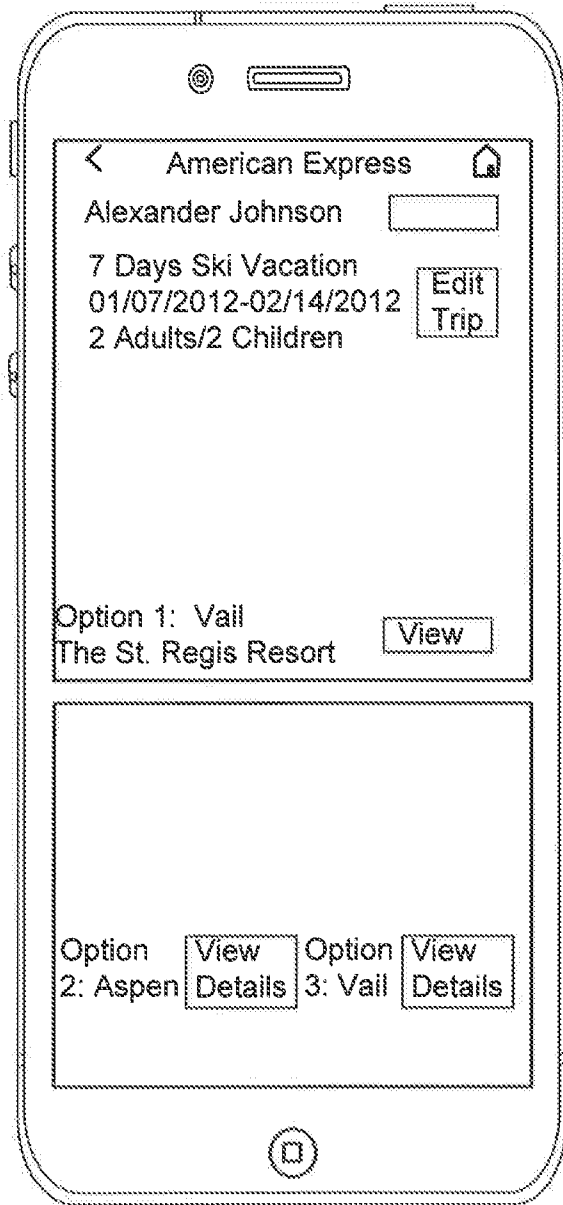 American Express
Alexander Johnson
7 Days Ski Vacation
01/07/2012-02/14/2012
2 Adults/2 Children
Edit
Trip
Option 1: Vail
The St. Regis Resort
View
Option
2: Aspen
View
Details
Option
3: Vail
View
Details